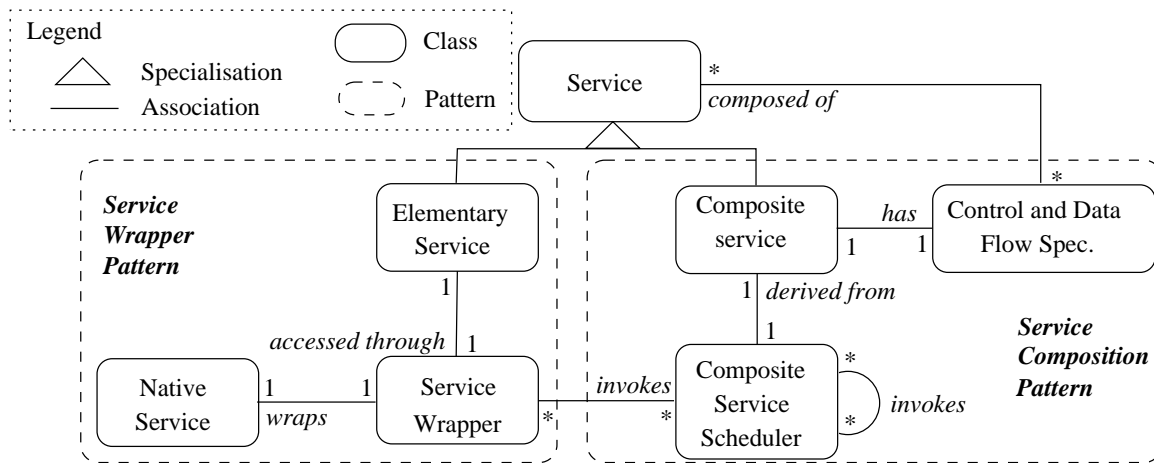 Legend
Specialisation
Association
Class
Pattern
Service
*
composed of
*
Service
Wrapper
Pattern
Elementary
Service
1
accessed through
1
Native
Service
1
wraps
1
Service
Wrapper
*
invokes
*
Composite
service
1
has
1
Control and Data
Flow Spec.
1
derived from
1
Composite
Service
Scheduler
*
invokes
*
Service
Composition
Pattern